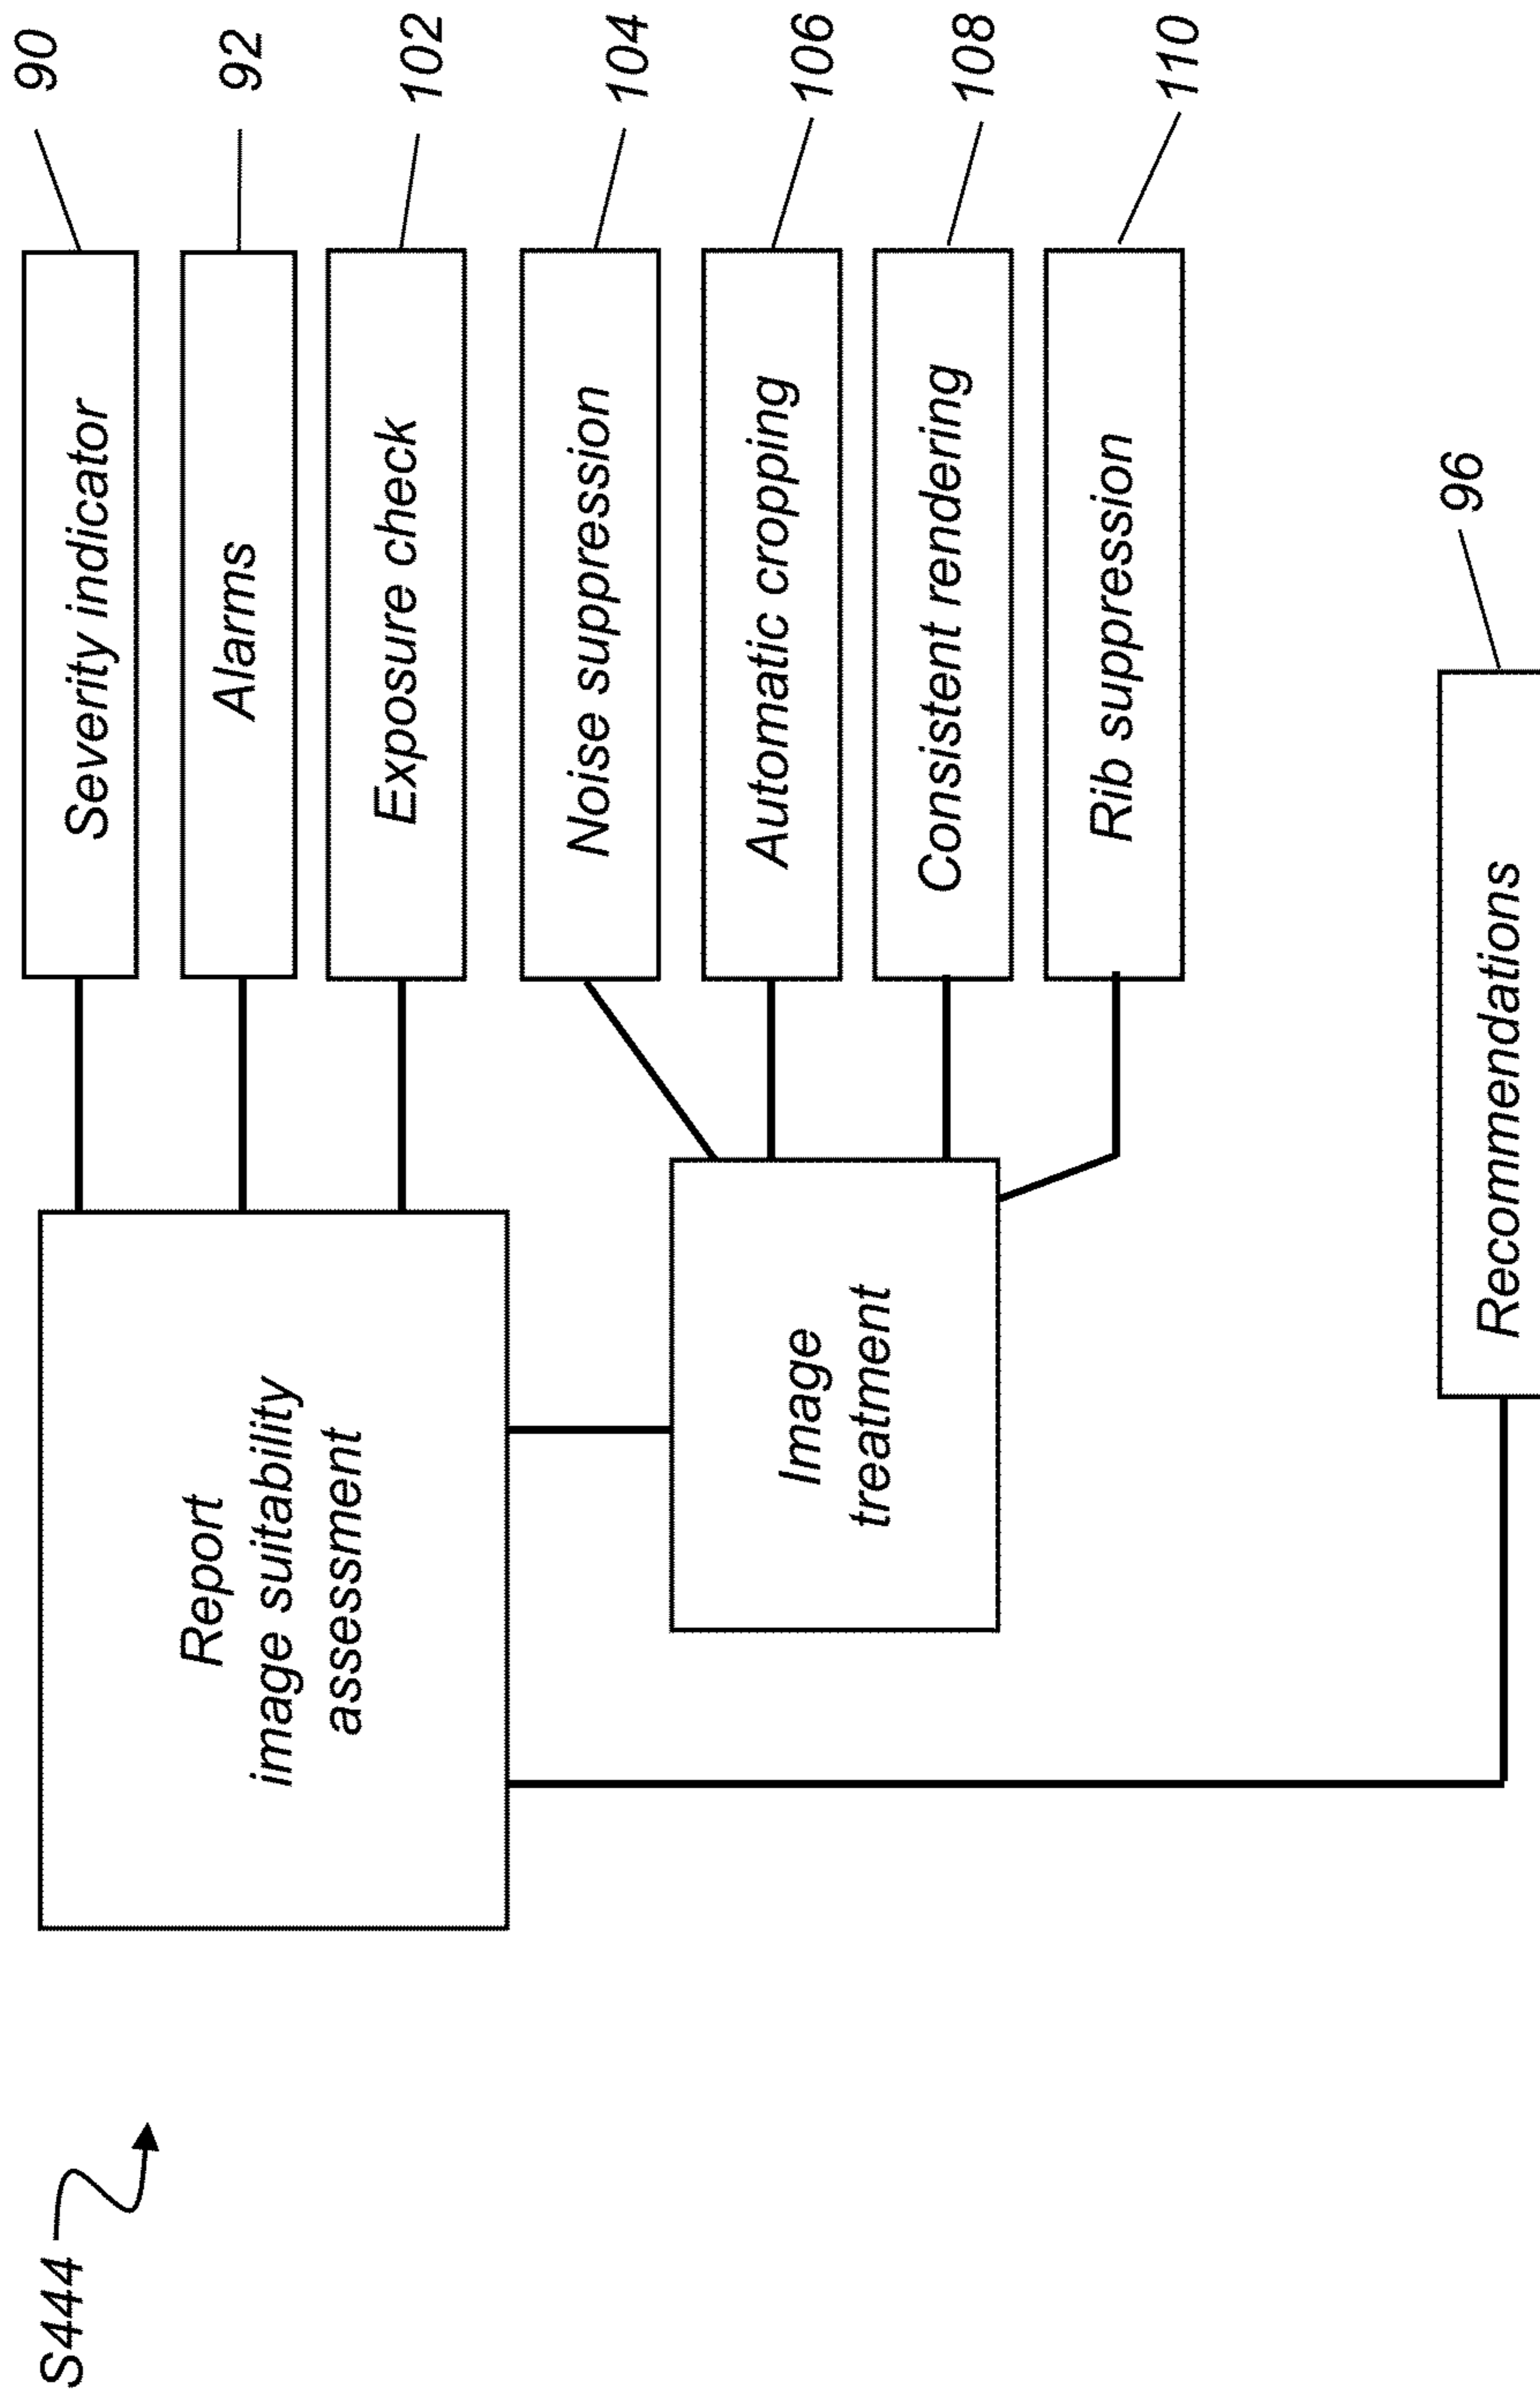 S444
Report
image suitability
assessment
Severity indicator
90
Alarms
92
Exposure check
102
Image
treatment
Noise suppression
104
Automatic cropping
106
Consistent rendering
108
Rib suppression
110
Recommendations
96